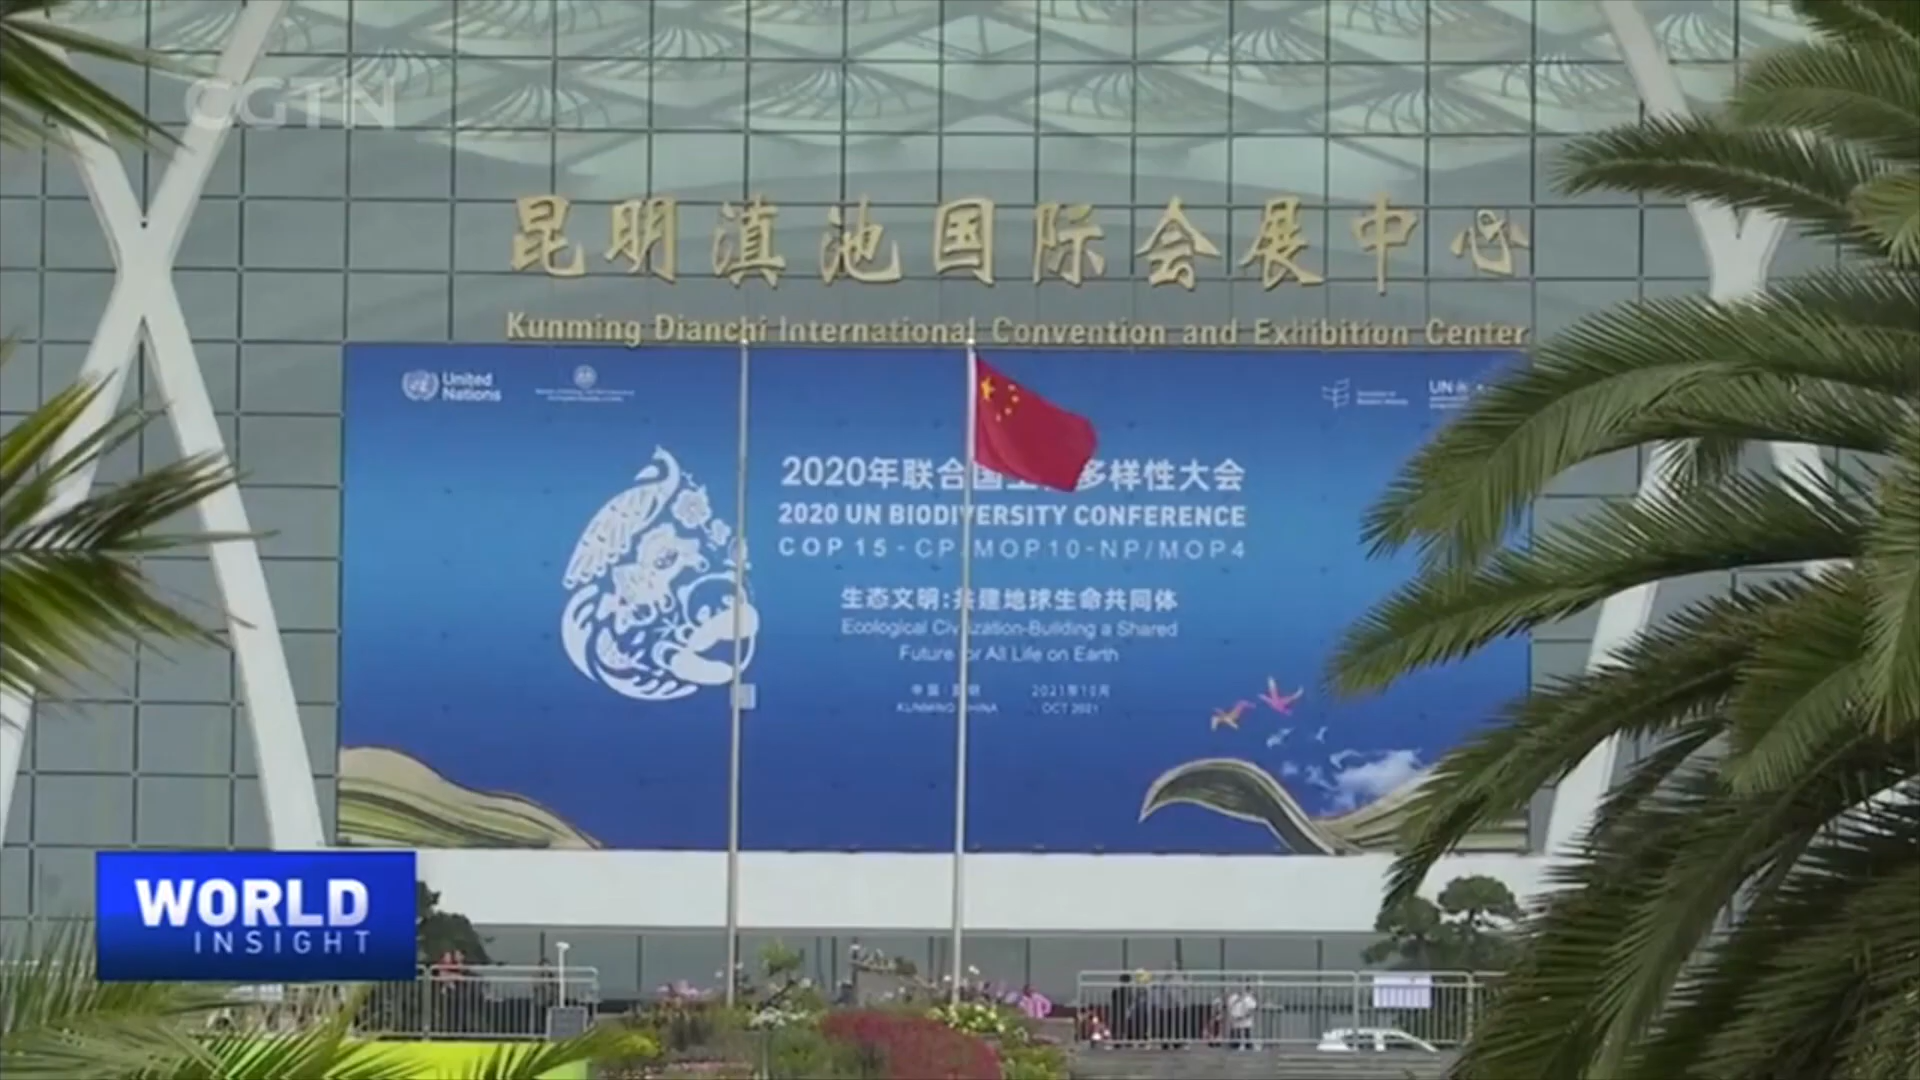 CGTN
昆明滇池国际会展中心
Kunming Dianchi International Convention and Exhibition Center
United
Nations
UN
2020年联合国生 多样性大会
2020 UN BIODIVERSITY CONFERENCE
COP 15 - CP/MOP10-NP/MOP4
生态文明:共建地球生命共同体
Ecological Civilization-Building a Shared
Future for All Life on Earth
中国·昆明 2021年10月
KUNMING CHINA OCT 2021
WORLD
INSIGHT